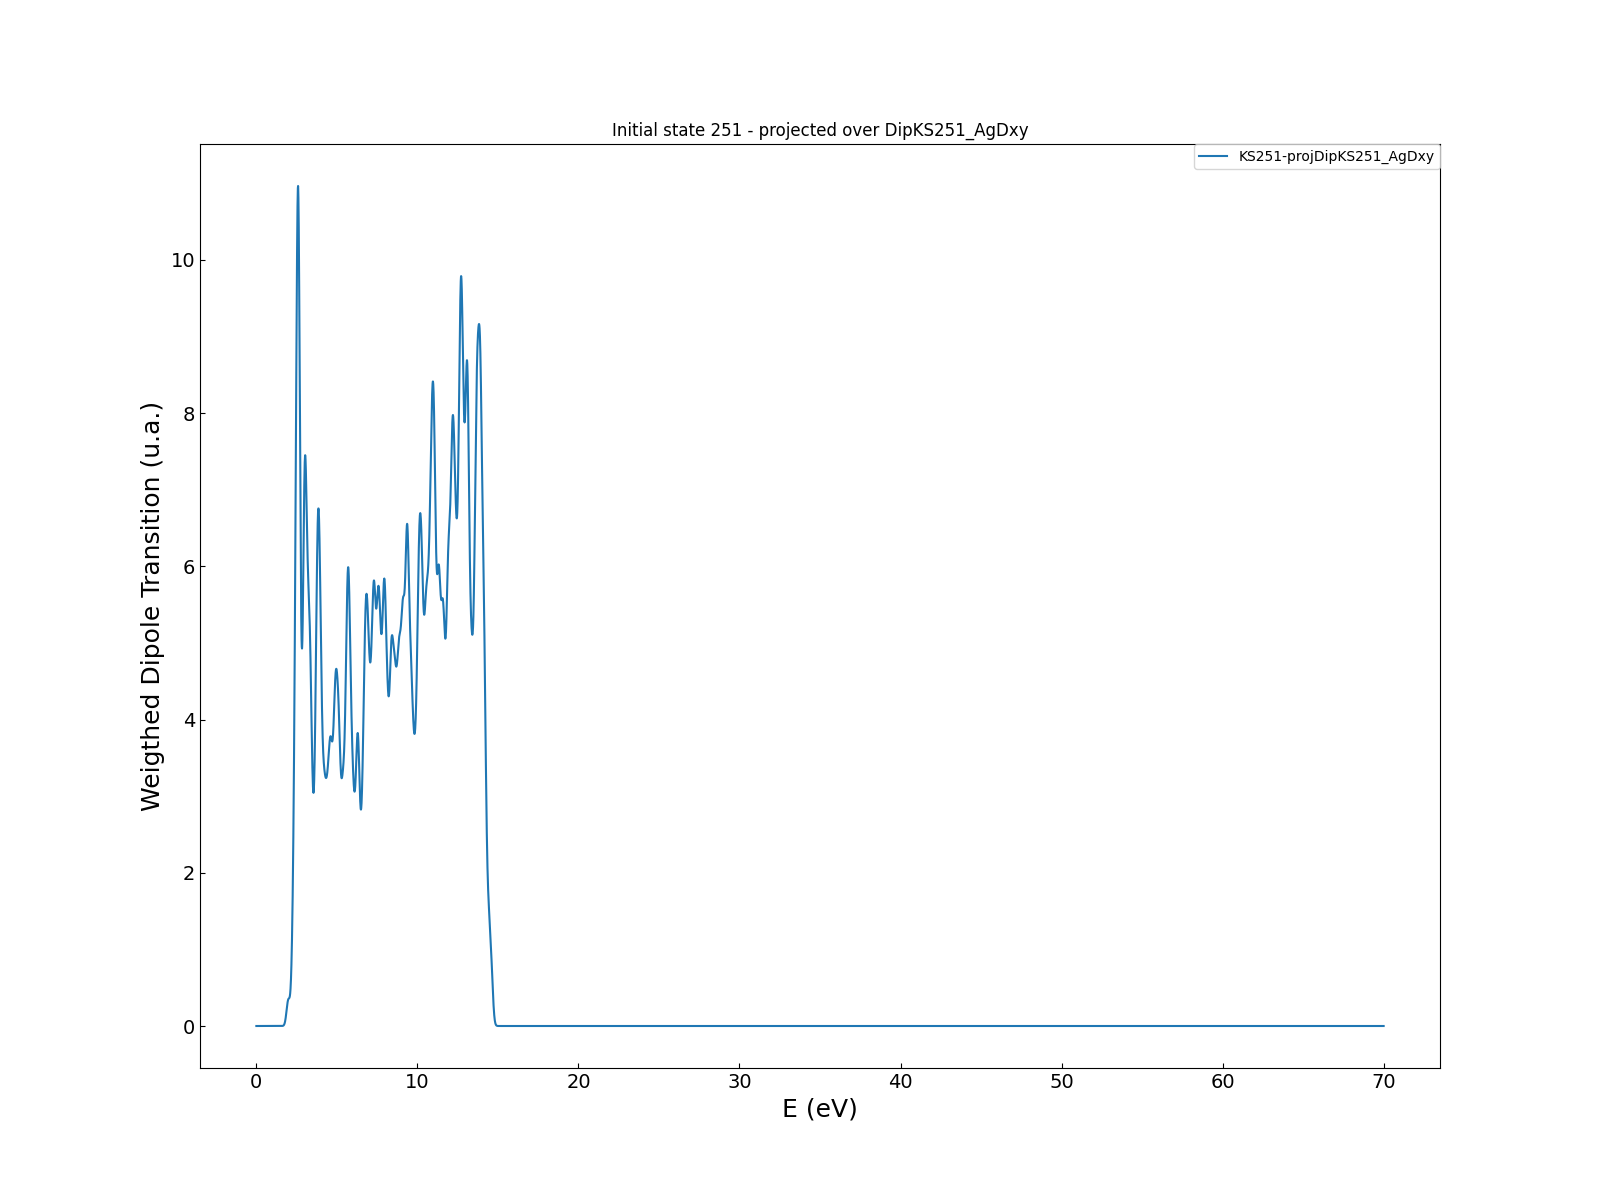 Initial state 251 - projected over DipKS251_AgDxy
KS251-projDipKS251_AgDxy
Weigthed Dipole Transition (u.a.)
10
8
6
4
2
0
0 10 20 30 40 50 60 70
E (eV)